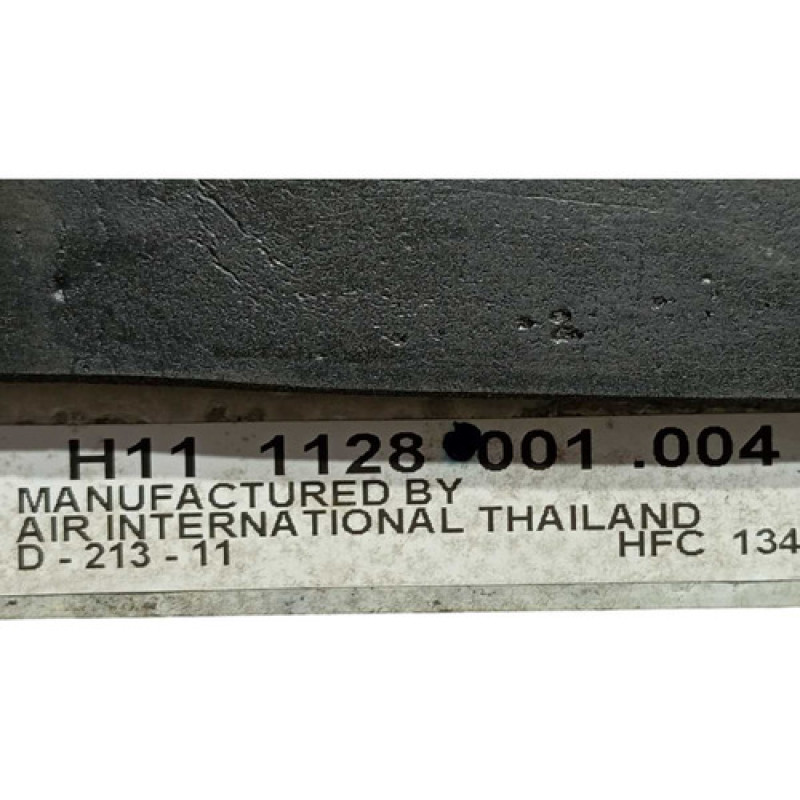 H11 1128 001 .004
MANUFACTURED BY
AIR INTERNATIONAL THAILAND
D - 213 - 11 HFC 134